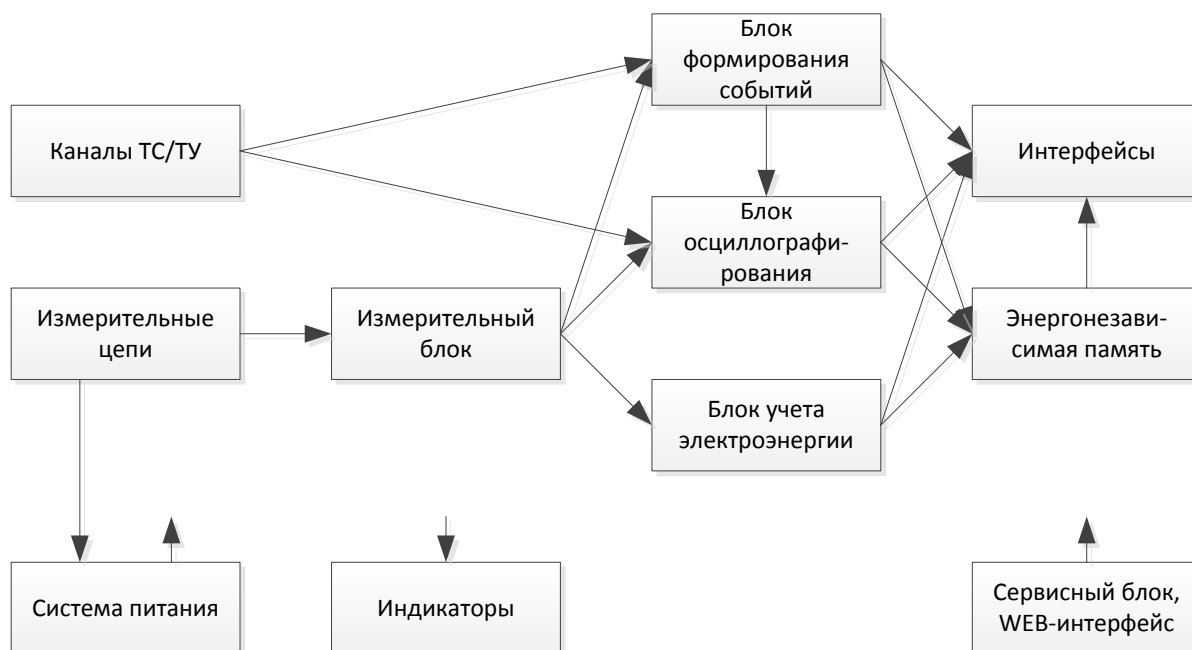 Блок
формирования
событий
Каналы ТС/ТУ
Интерфейсы
Блок
осциллографи-
рования
Измерительные
цепи
Измерительный
блок
Энергонезави-
симая память
Блок учета
электроэнергии
Система питания
Индикаторы
Сервисный блок,
WEB-интерфейс